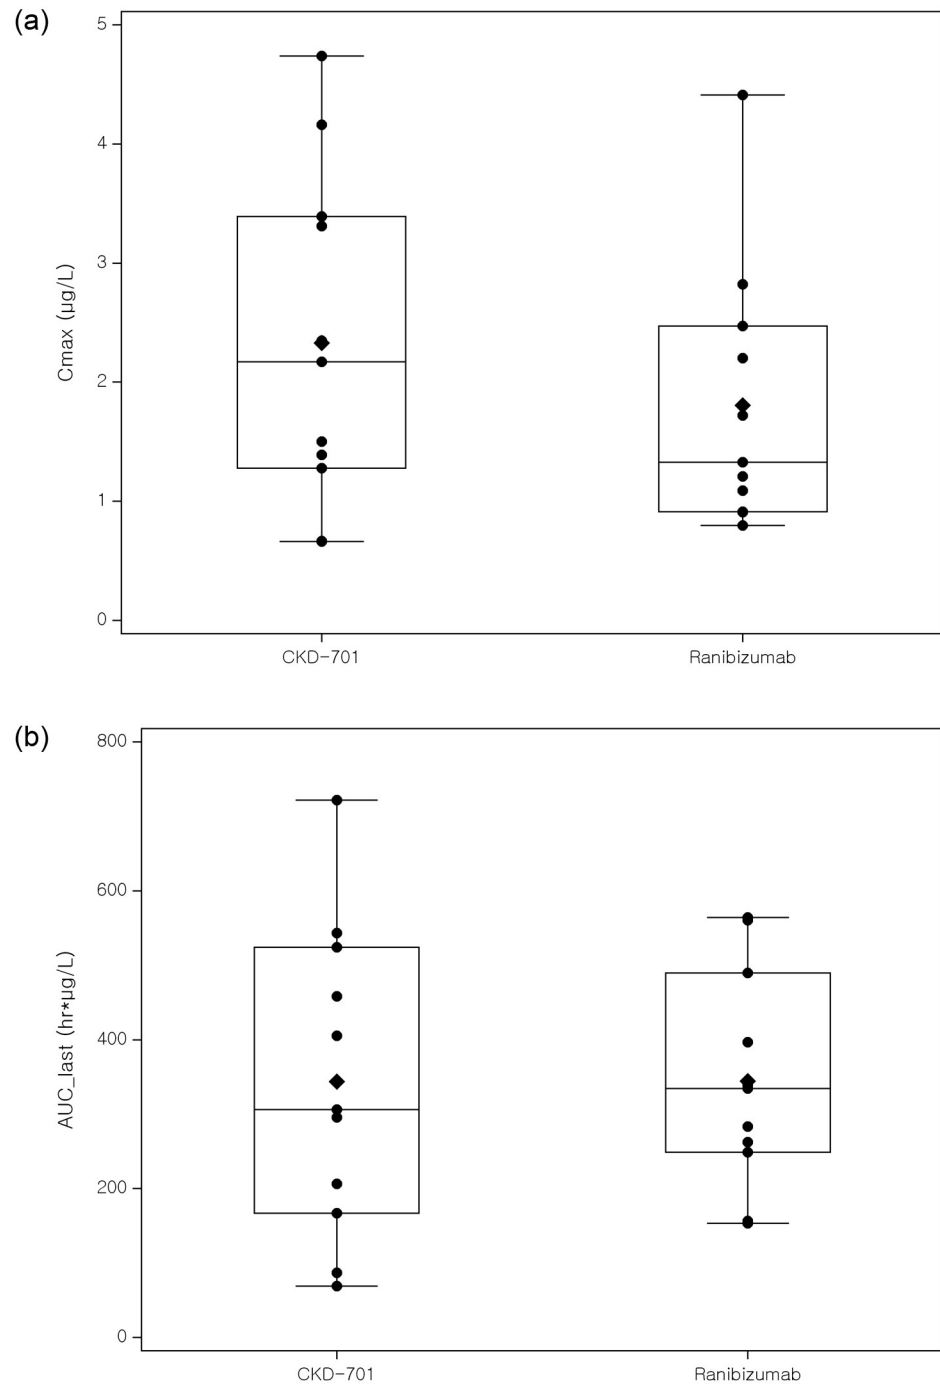 (a)
5
4
3
2
1
0
Cmax (µg/L)
CKD-701
Ranibizumab
(b)
800
600
400
200
0
AUC_last (hr*µg/L)
CKD-701
Ranibizumab